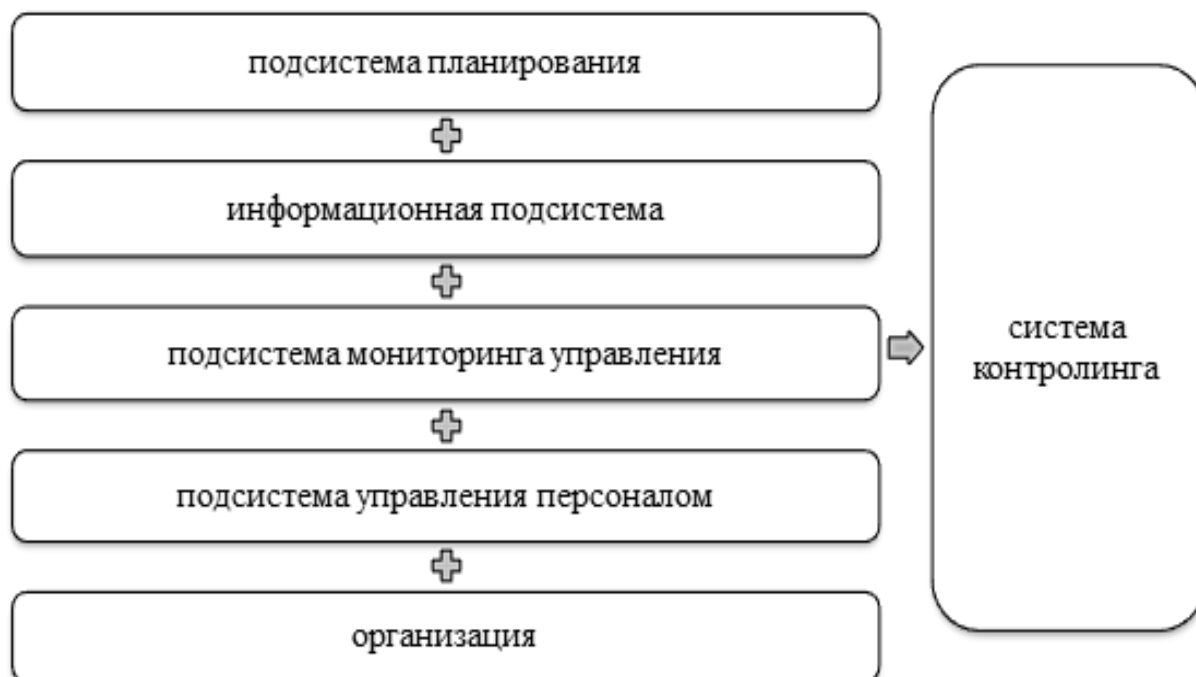 подсистема планирования
информационная подсистема
подсистема мониторинга управления
подсистема управления персоналом
организация
система
контролинга